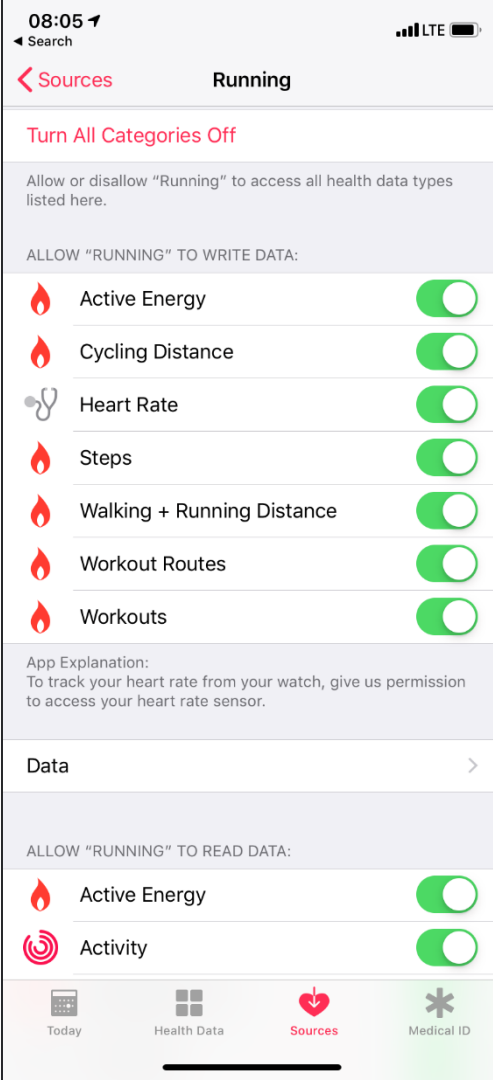 08:05
LTE
◀ Search
Sources
Running
Turn All Categories Off
Allow or disallow “Running” to access all health data types
listed here.
ALLOW “RUNNING” TO WRITE DATA:
Active Energy
Cycling Distance
Heart Rate
Steps
Walking + Running Distance
Workout Routes
Workouts
App Explanation:
To track your heart rate from your watch, give us permission
to access your heart rate sensor.
Data
ALLOW “RUNNING” TO READ DATA:
Active Energy
Activity
Today
Health Data
Sources
Medical ID